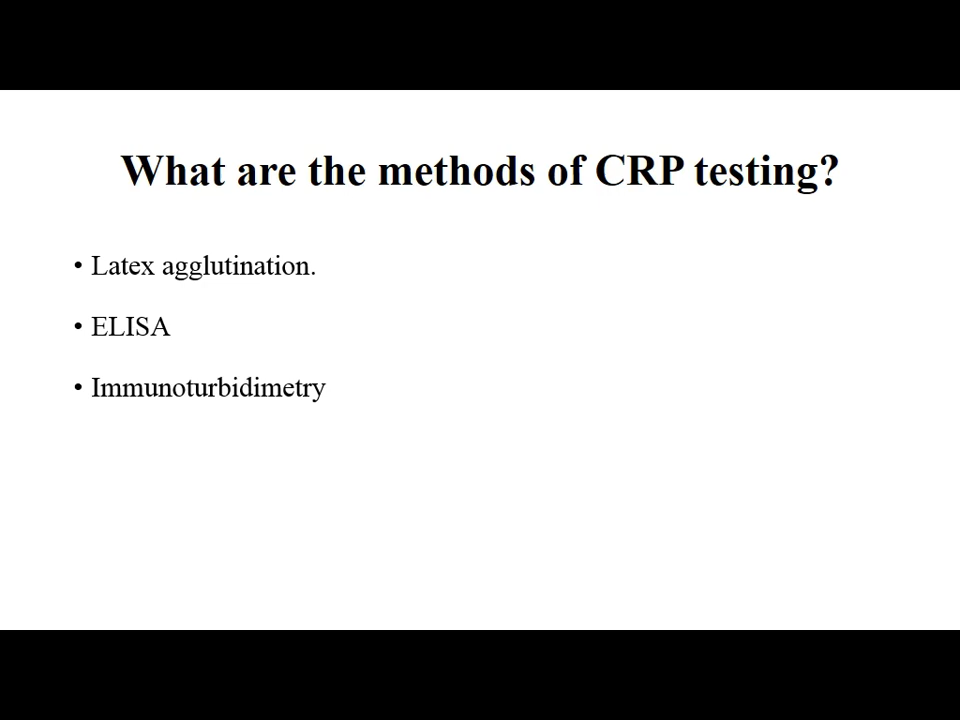 What are the methods of CRP testing?
• Latex agglutination.
• ELISA
• Immunoturbidimetry